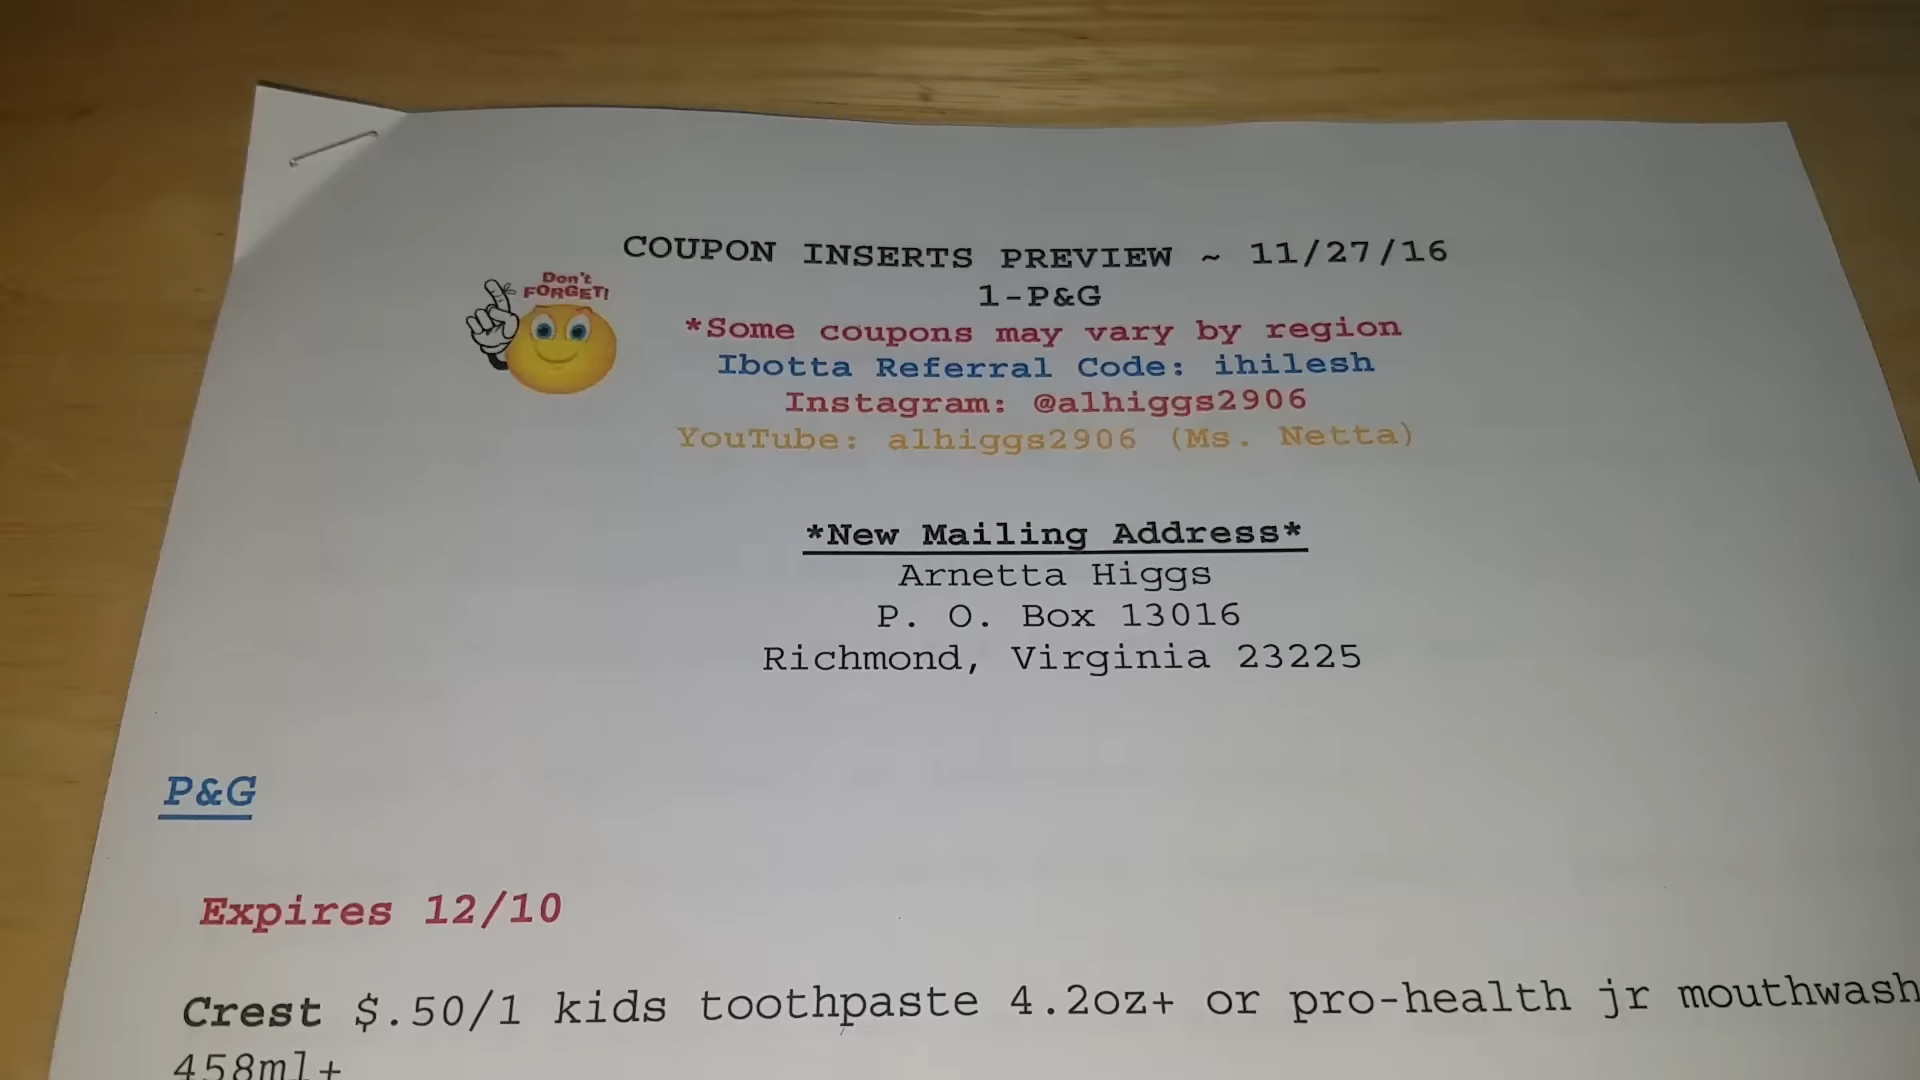 COUPON INSERTS PREVIEW ~ 11/27/16
Don't
FORGET!
1-P&G
*Some coupons may vary by region
Ibotta Referral Code: ihilesh
Instagram: @alhiggs2906
YouTube: alhiggs2906 (Ms. Netta)
*New Mailing Address*
Arnetta Higgs
P. O. Box 13016
Richmond, Virginia 23225
P&G
Expires 12/10
Crest $.50/1 kids toothpaste 4.2oz+ or pro-health jr mouthwash
458ml+